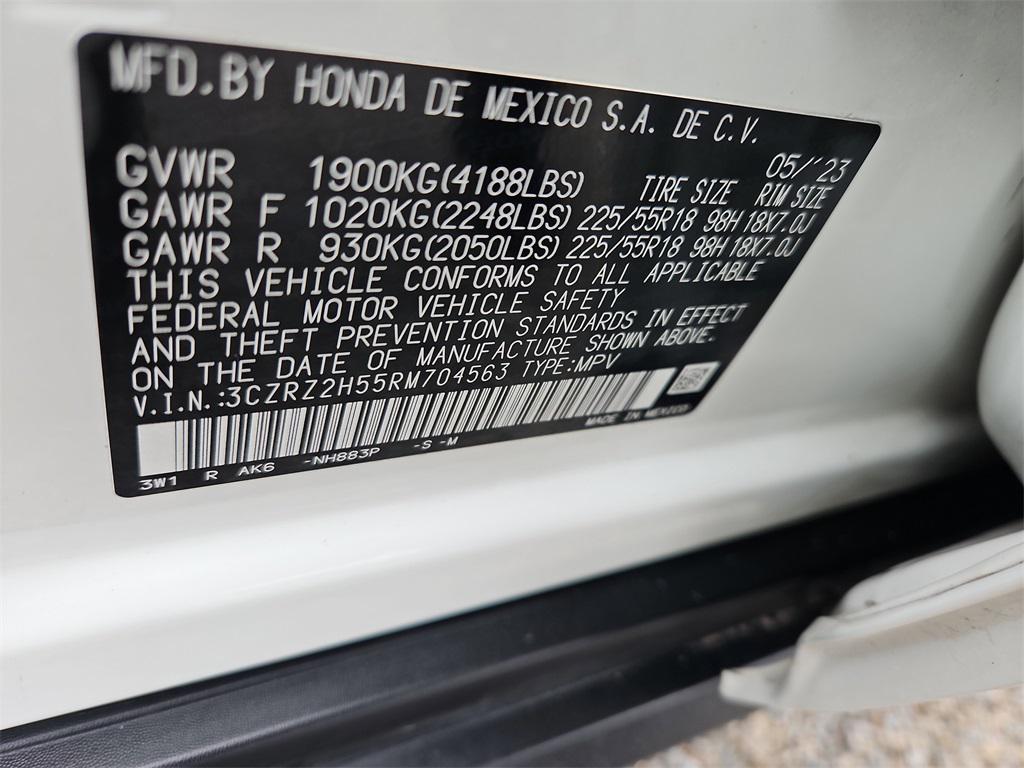 MFD.BY HONDA DE MEXICO S.A. DE C.V.
05/'23
GVWR 1900KG(4188LBS) TIRE SIZE RIM SIZE
GAWR F 1020KG(2248LBS) 225/55R18 98H 18X7.0J
GAWR R 930KG(2050LBS) 225/55R18 98H 18X7.0J
THIS VEHICLE CONFORMS TO ALL APPLICABLE
FEDERAL MOTOR VEHICLE SAFETY
AND THEFT PREVENTION STANDARDS IN EFFECT
ON THE DATE OF MANUFACTURE SHOWN ABOVE.
V.I.N.:3CZRZ2H55RM704563 TYPE:MPV
MADE IN MEXICO
3W1 R AK6 -NH883P -S -M